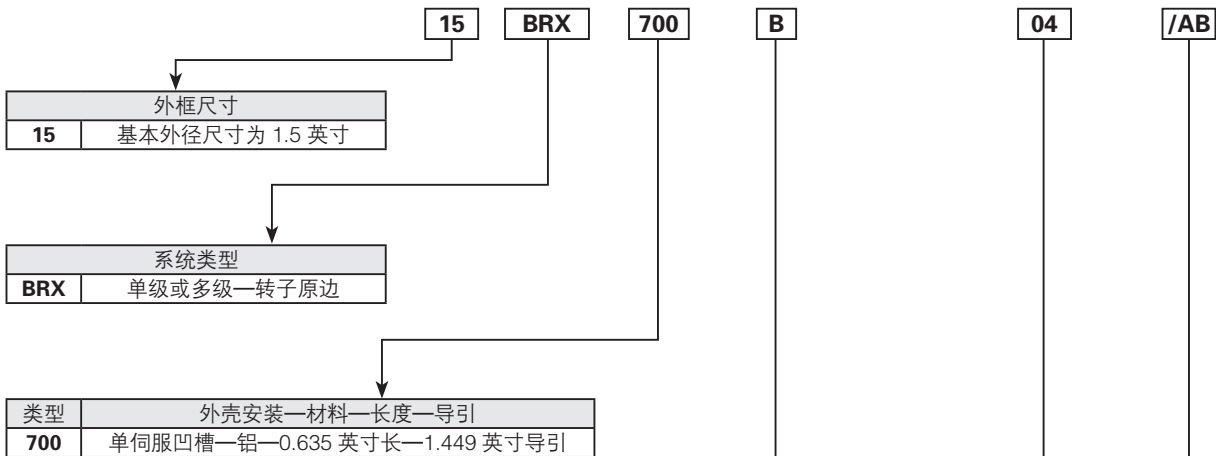 15 BRX 700 B 04 /AB
外框尺寸
15 基本外径尺寸为 1.5 英寸
系统类型
BRX 单级或多级—转子原边
类型 外壳安装—材料—长度—导引
700 单伺服凹槽—铝—0.635 英寸长—1.449 英寸导引